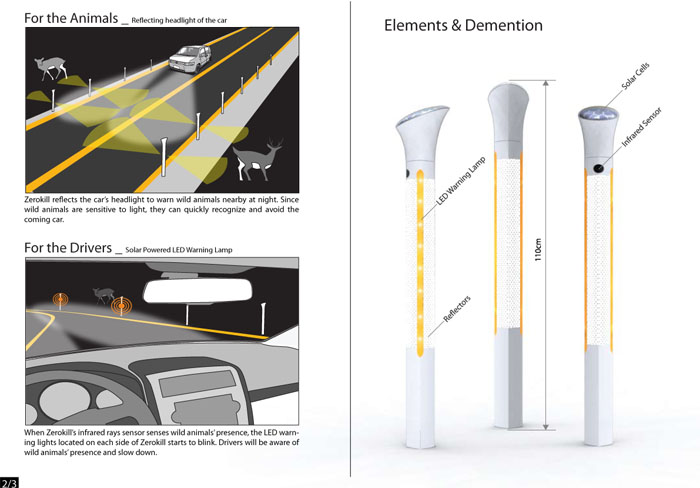 For the Animals _ Reflecting headlight of the car
Zerokill reflects the car's headlight to warn wild animals nearby at night. Since
wild animals are sensitive to light, they can quickly recognize and avoid the
coming car.
For the Drivers _ Solar Powered LED Warning Lamp
When Zerokill's infrared rays sensor senses wild animals' presence, the LED warn-
ing lights located on each side of Zerokill starts to blink. Drivers will be aware of
wild animals' presence and slow down.
2/3
Elements & Demention
Solar Cells
Infrared Sensor
LED Warning Lamp
110cm
Reflectors